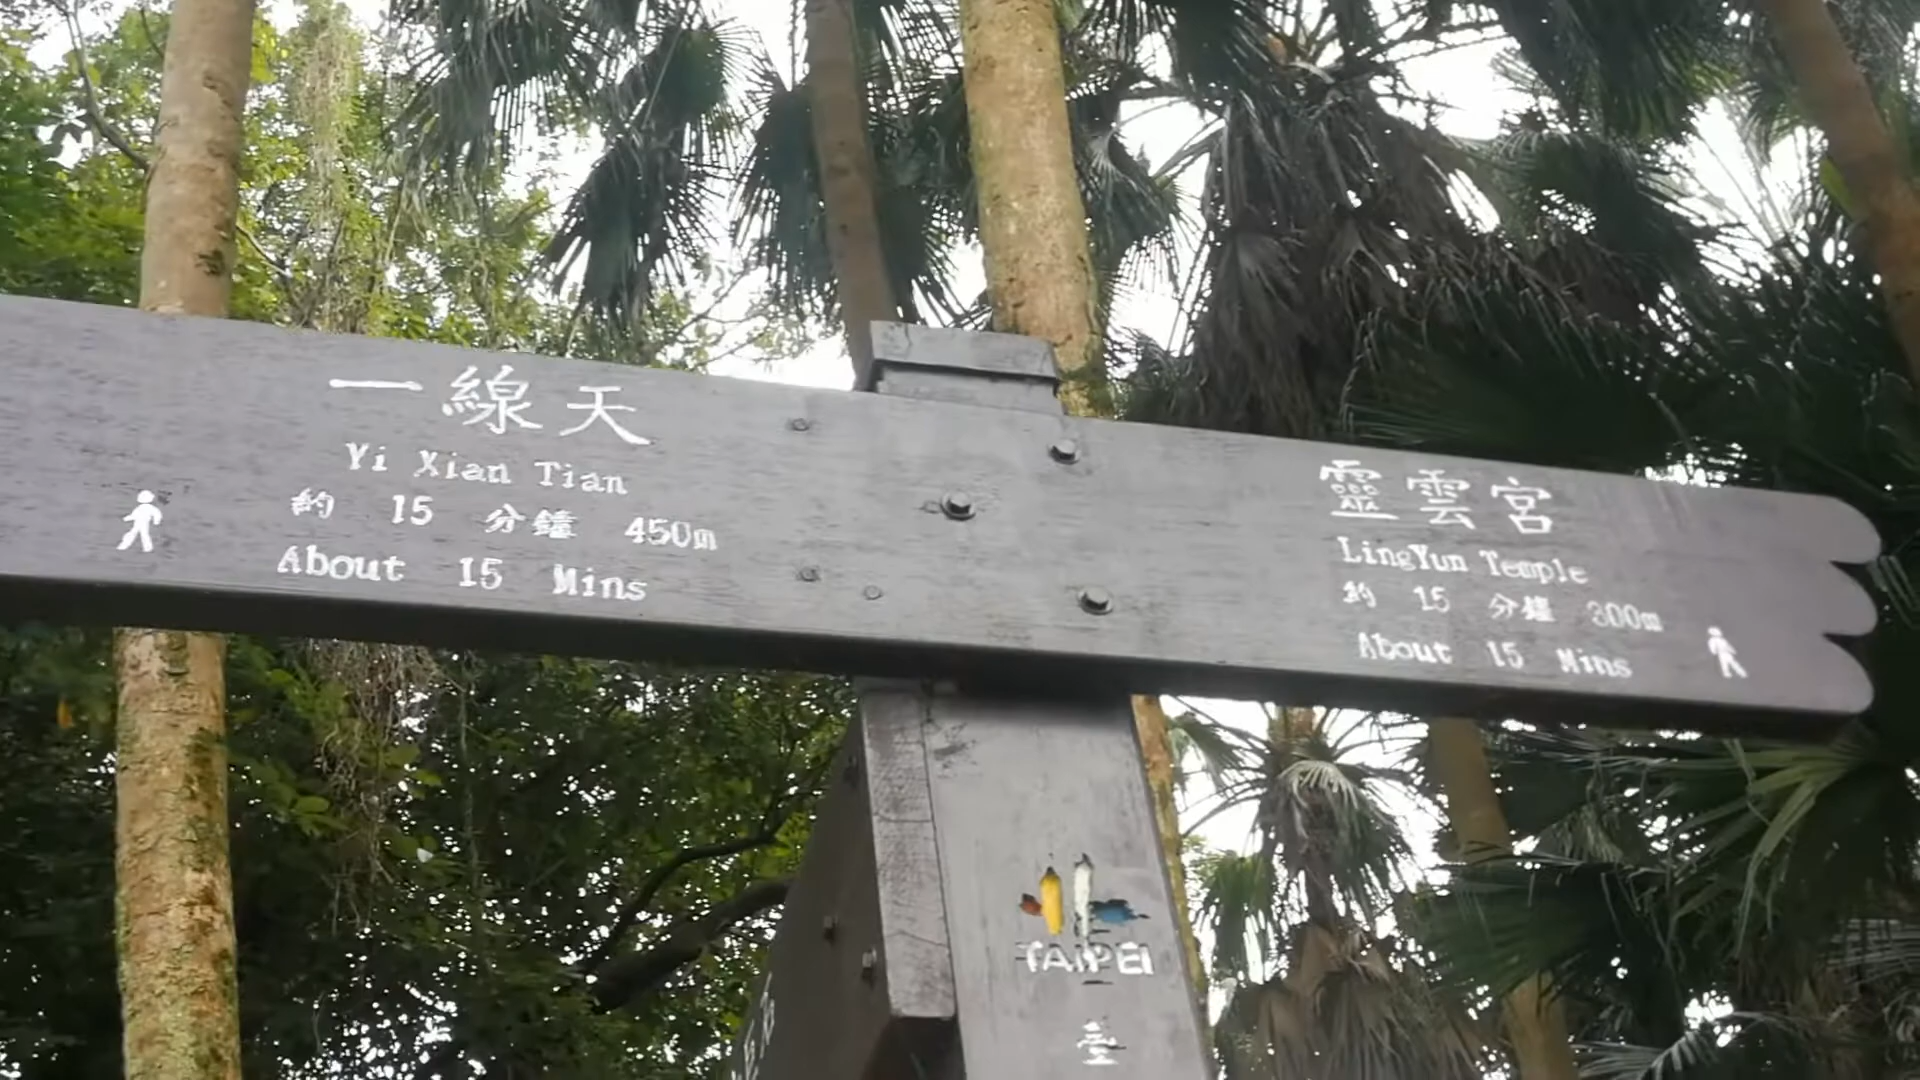 一線天
Yi Xian Tian
約 15 分鐘 450m
About 15 Mins
靈雲宮
LingYun Temple
約 15 分鐘 300m
About 15 Mins
TAIPEI
臺